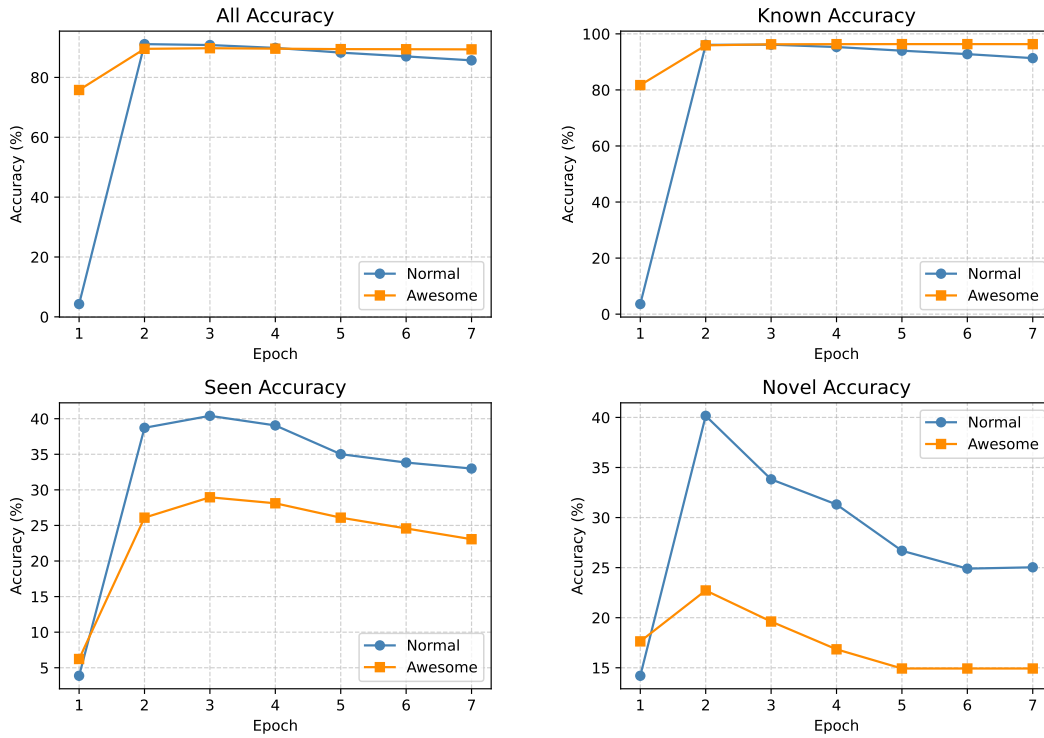 All Accuracy
Accuracy (%)
80
60
40
20
0
1 2 3 4 5 6 7
Epoch
Normal
Awesome
Known Accuracy
Accuracy (%)
100
80
60
40
20
0
1 2 3 4 5 6 7
Epoch
Normal
Awesome
Seen Accuracy
Accuracy (%)
40
35
30
25
20
15
10
5
1 2 3 4 5 6 7
Epoch
Normal
Awesome
Novel Accuracy
Accuracy (%)
40
35
30
25
20
15
1 2 3 4 5 6 7
Epoch
Normal
Awesome